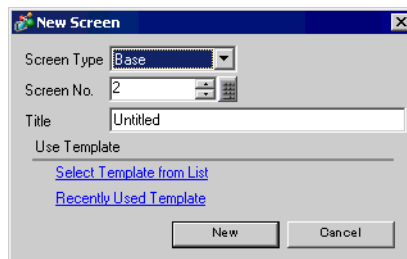 New Screen
Screen Type Base
Screen No. 2
Title Untitled
Use Template
Select Template from List
Recently Used Template
New Cancel